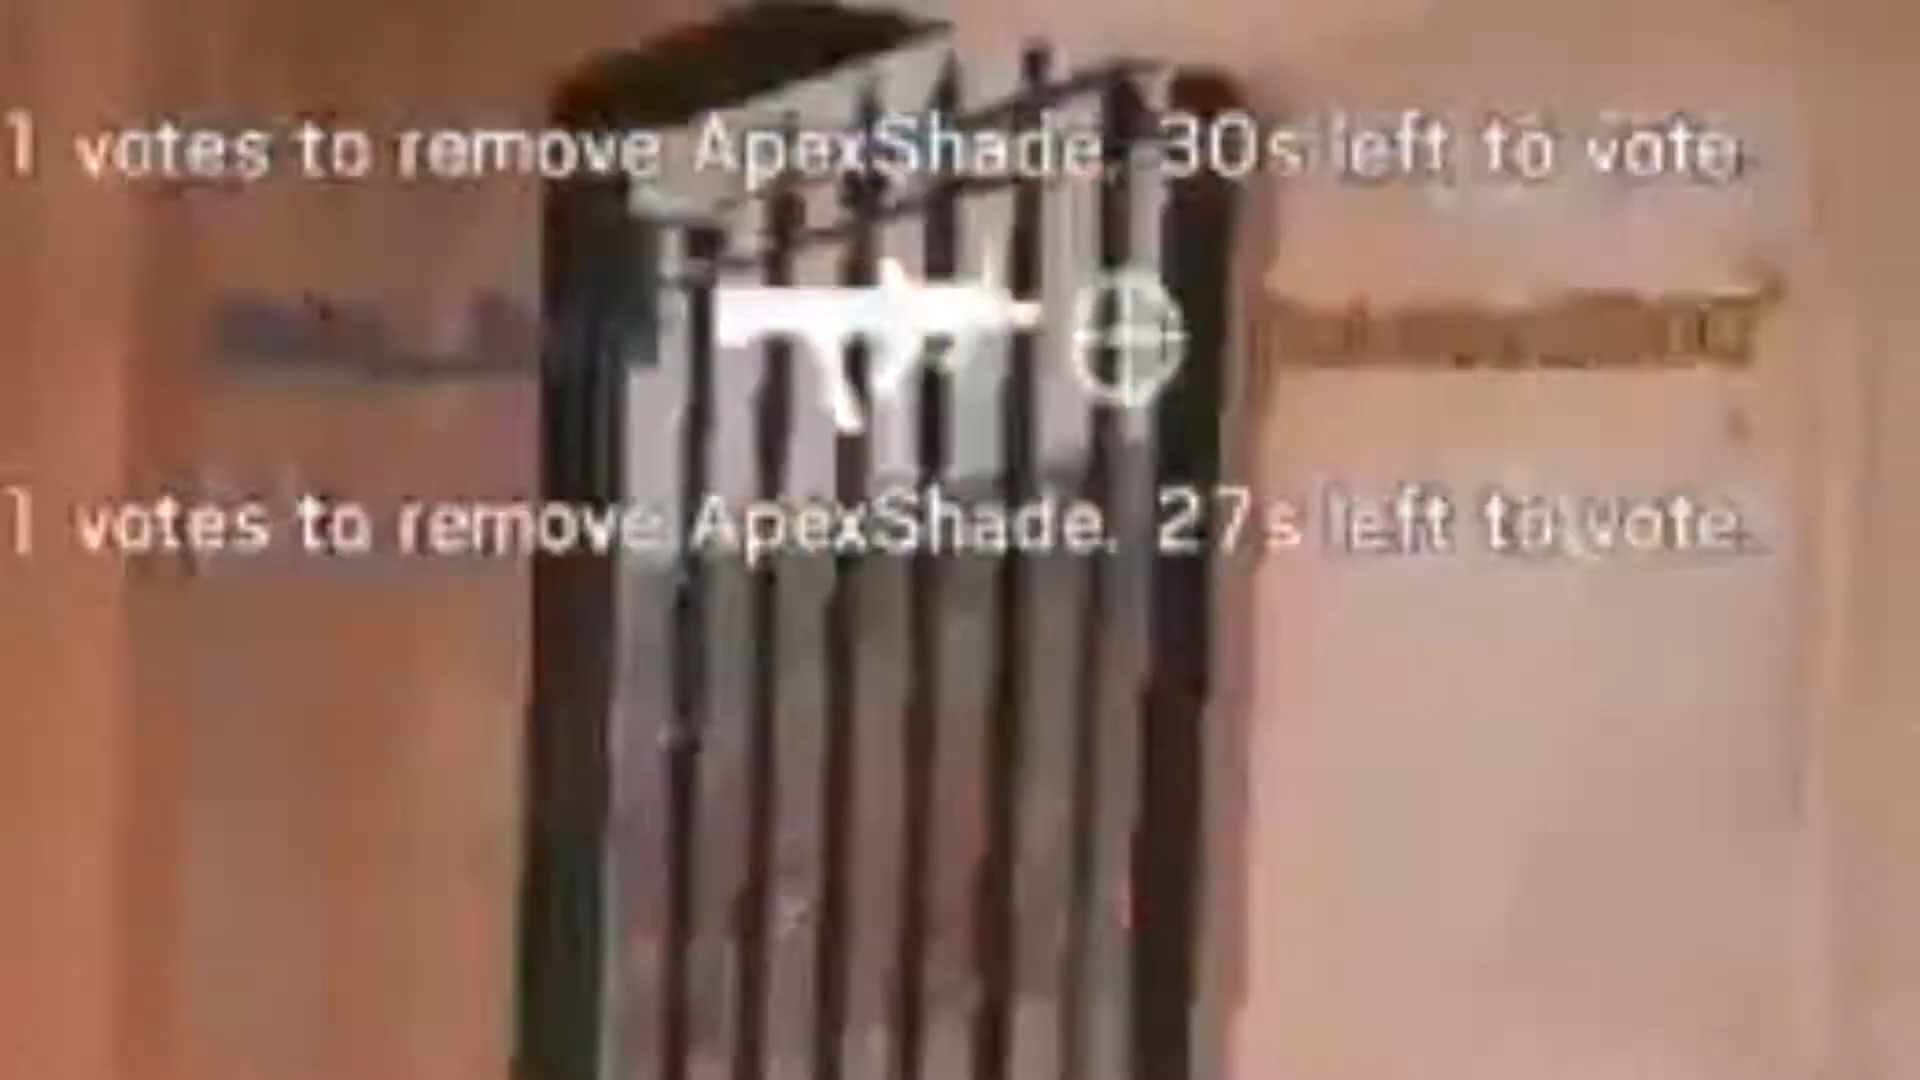 1 votes to remove ApexShade. 30s left to vote.
1 votes to remove ApexShade. 27s left to vote.